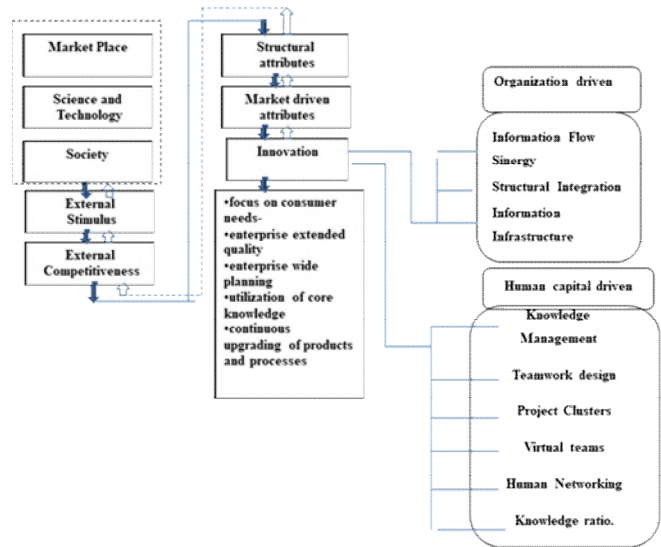 Market Place
Science and
Technology
Society
External
Stimulus
External
Competitiveness
Structural
attributes
Market driven
attributes
Innovation
•focus on consumer
needs-
•enterprise extended
quality
•enterprise wide
planning
•utilization of core
knowledge
•continuous
upgrading of products
and processes
Organization driven
Information Flow
Sinergy
Structural Integration
Information
Infrastructure
Human capital driven
Knowledge
Management
Teamwork design
Project Clusters
Virtual teams
Human Networking
Knowledge ratio.